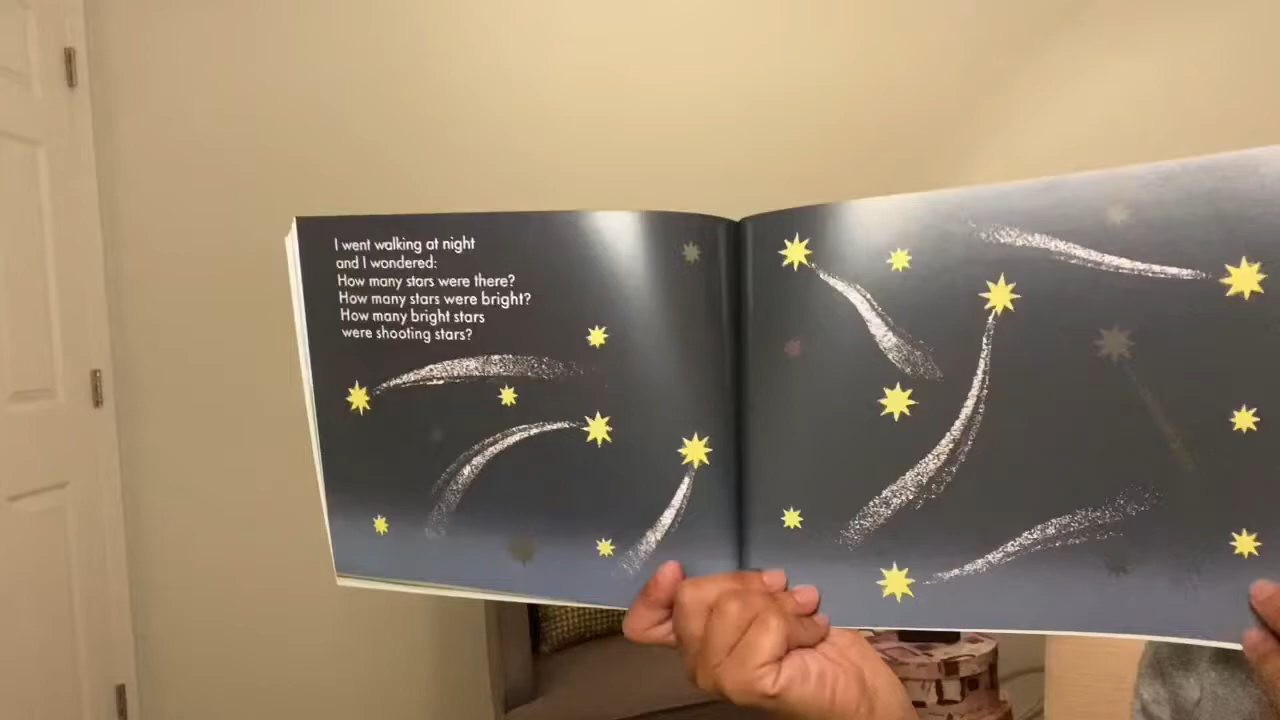 I went walking at night
and I wondered:
How many stars were there?
How many stars were bright?
How many bright stars
were shooting stars?